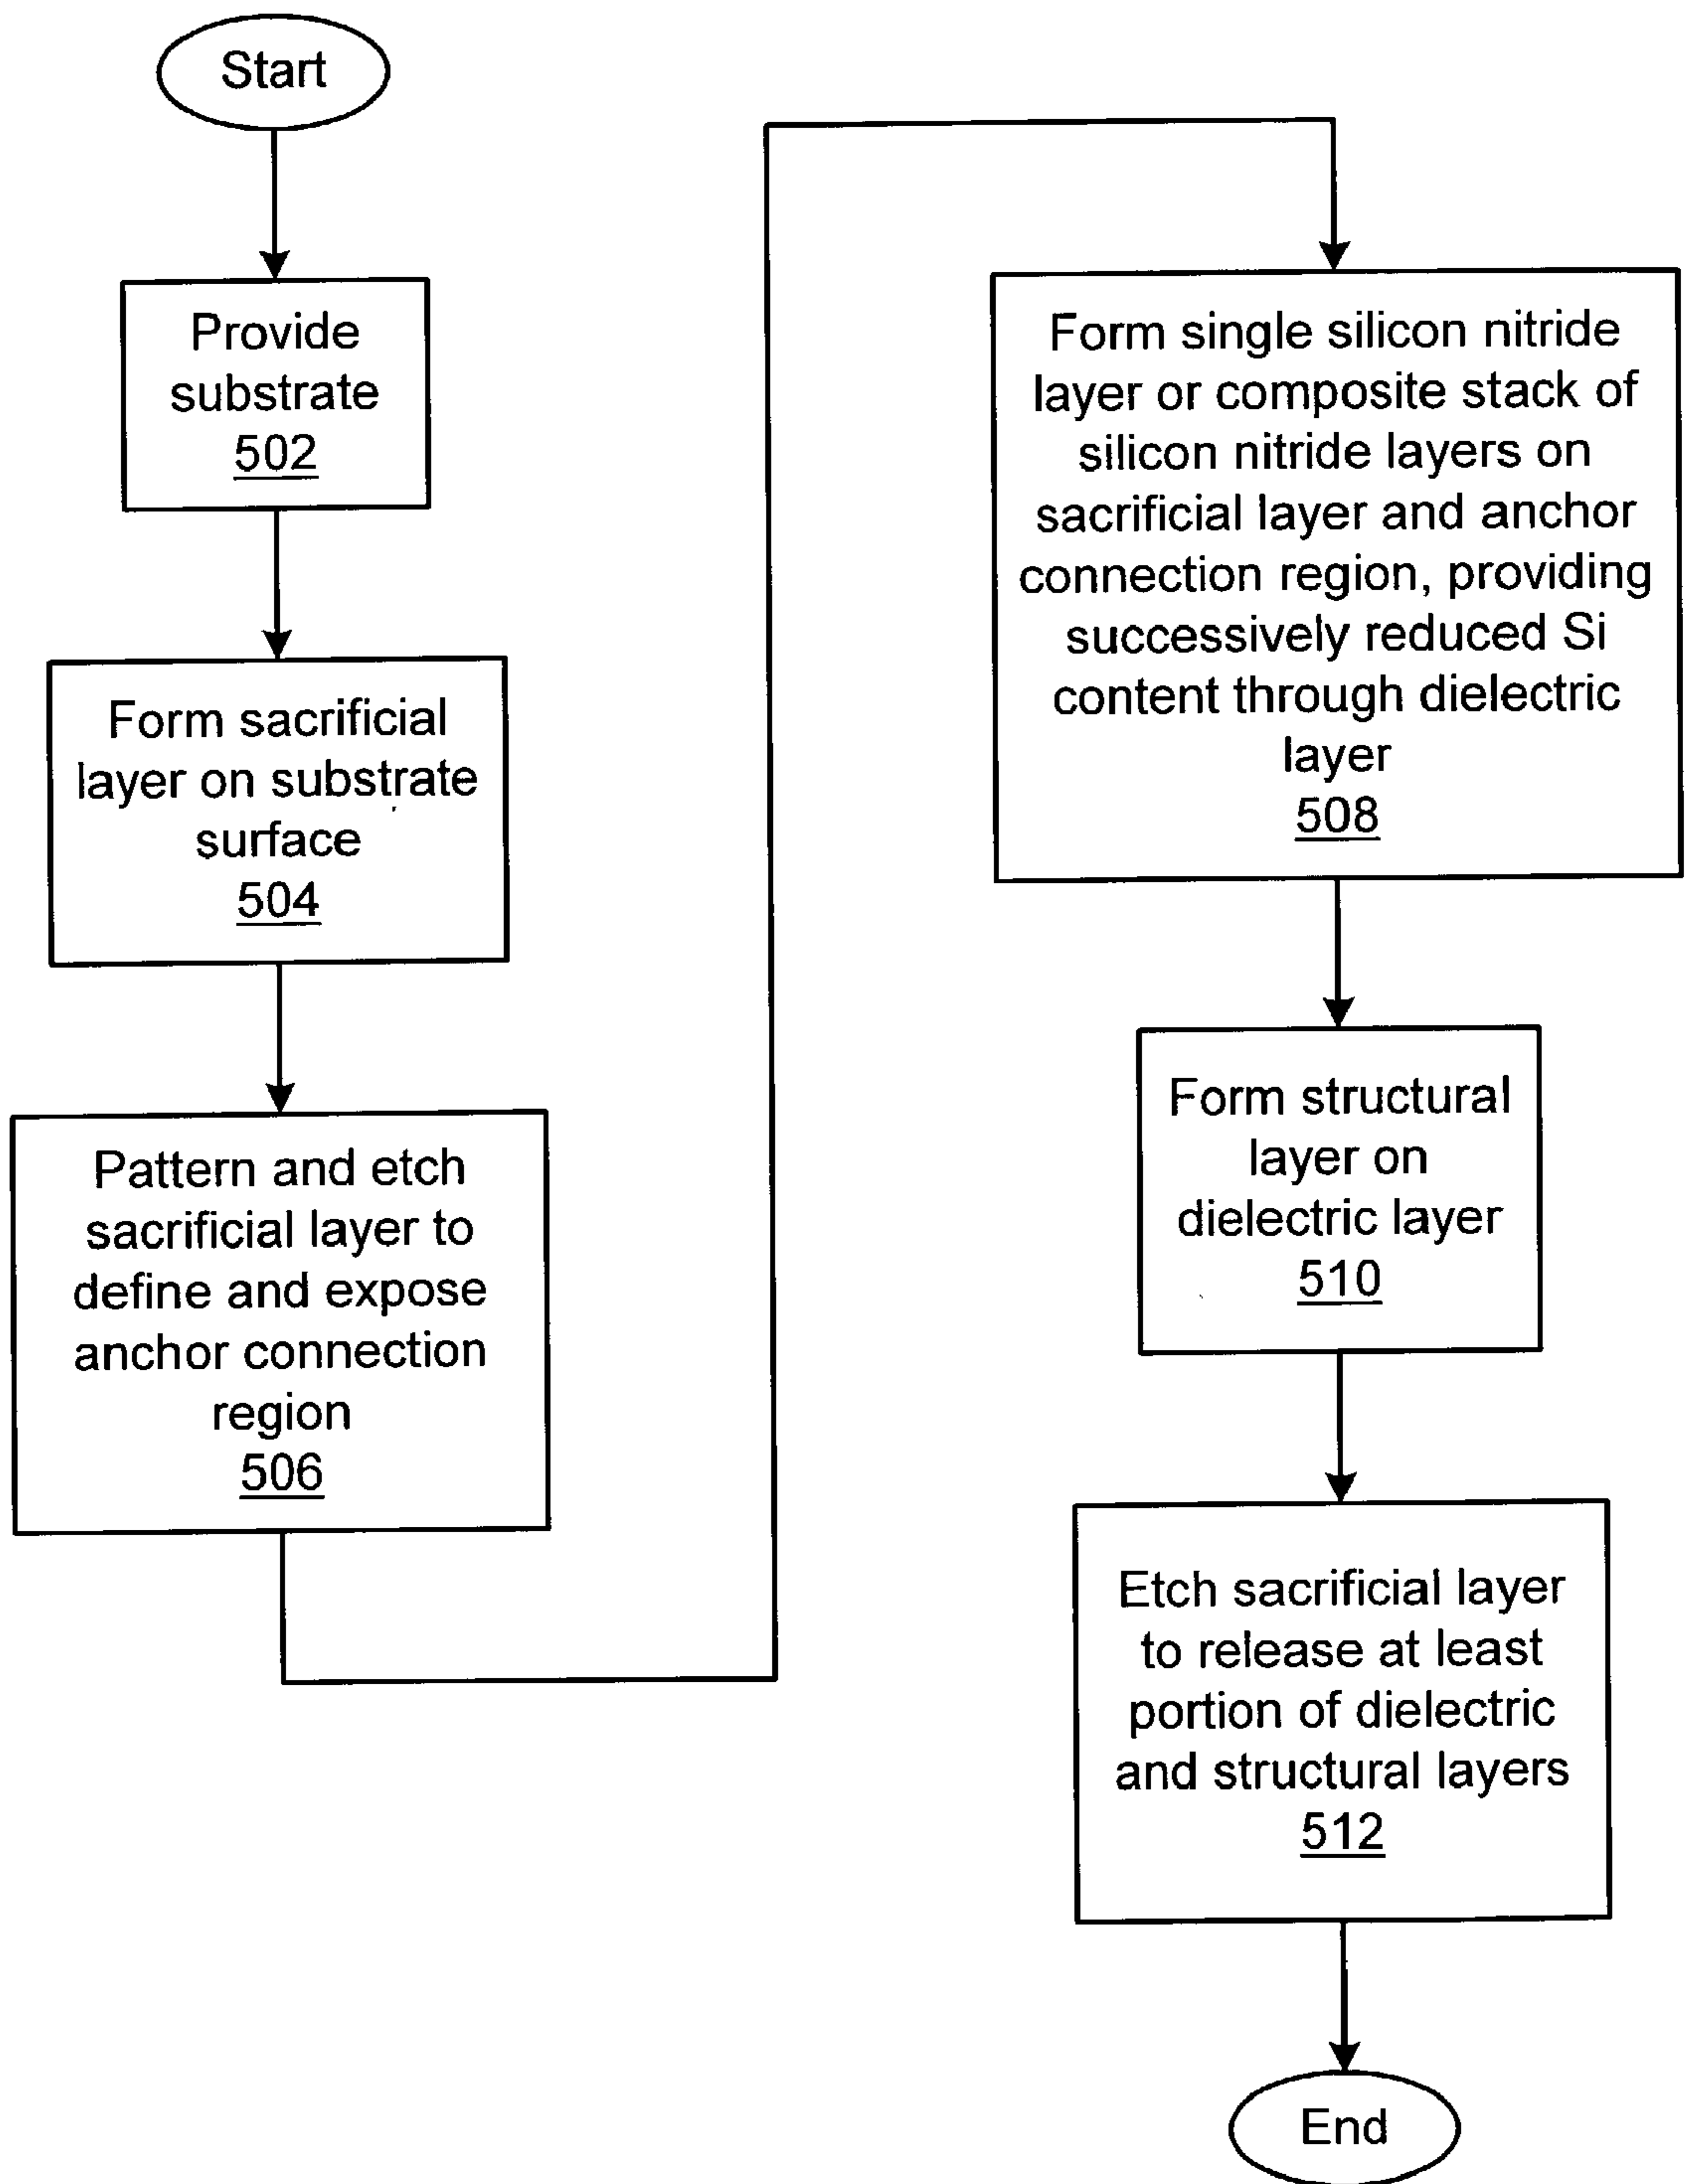 Start
Provide
substrate
502
Form sacrificial
layer on substrate
surface
504
Pattern and etch
sacrificial layer to
define and expose
anchor connection
region
506
Form single silicon nitride
layer or composite stack of
silicon nitride layers on
sacrificial layer and anchor
connection region, providing
successively reduced Si
content through dielectric
layer
508
Form structural
layer on
dielectric layer
510
Etch sacrificial layer
to release at least
portion of dielectric
and structural layers
512
End